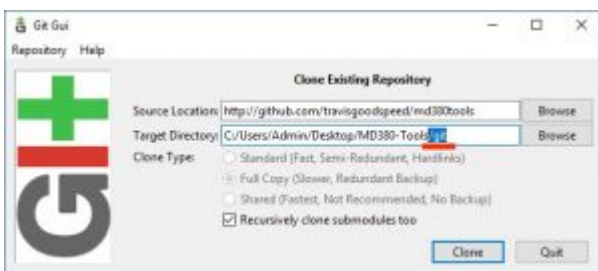 Git Gui
Repository Help
Clone Existing Repository
Source Location: http://github.com/travisgoodspeed/md380tools Browse
Target Directory: C:/Users/Admin/Desktop/MD380-Tools/git Browse
Clone Type: Standard (Fast, Semi-Redundant, Hardlinks)
Full Copy (Slower, Redundant Backup)
Shared (Fastest, Not Recommended, No Backup)
Recursively clone submodules too
Clone Quit
GIT